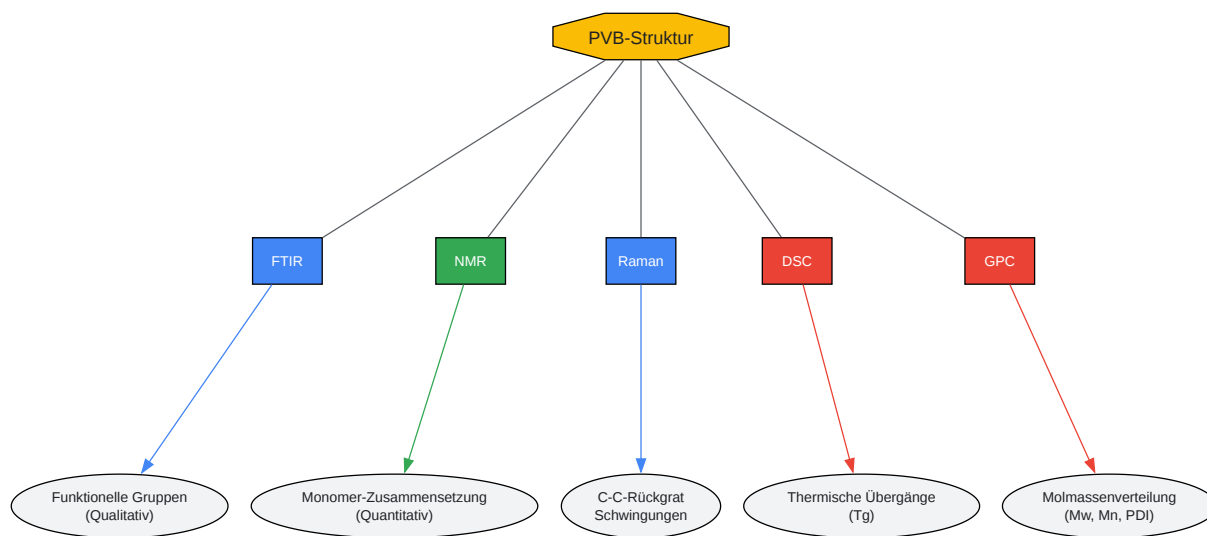 PVB-Struktur
FTIR
NMR
Raman
DSC
GPC
Funktionelle Gruppen
(Qualitativ)
Monomer-Zusammensetzung
(Quantitativ)
C-C-Rückgrat
Schwingungen
Thermische Übergänge
(Tg)
Molmassenverteilung
(Mw, Mn, PDI)